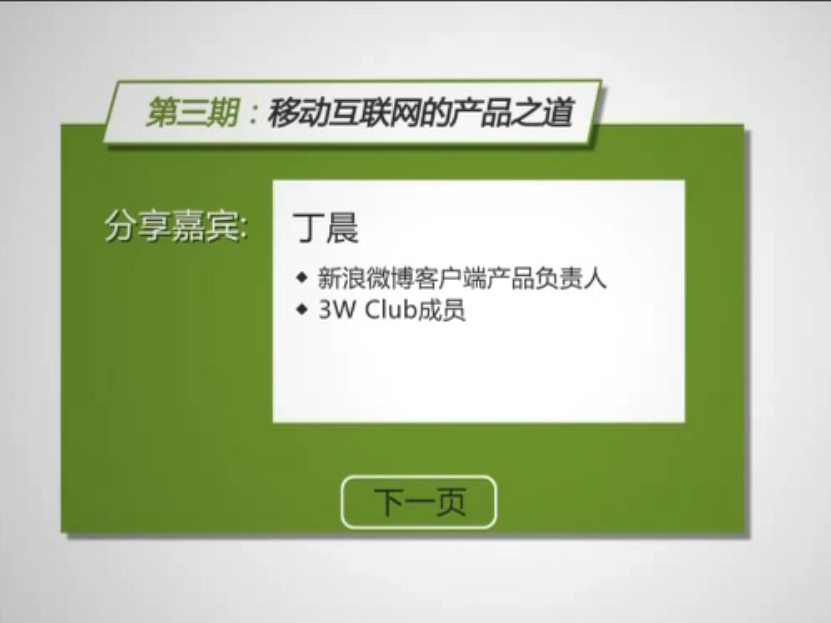 第三期：移动互联网的产品之道
分享嘉宾:
丁晨
◆ 新浪微博客户端产品负责人
◆ 3W Club成员
下一页